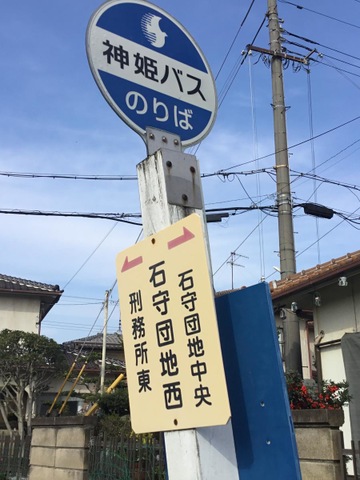 神姫バス
のりば
石守団地中央
石守団地西
刑務所東